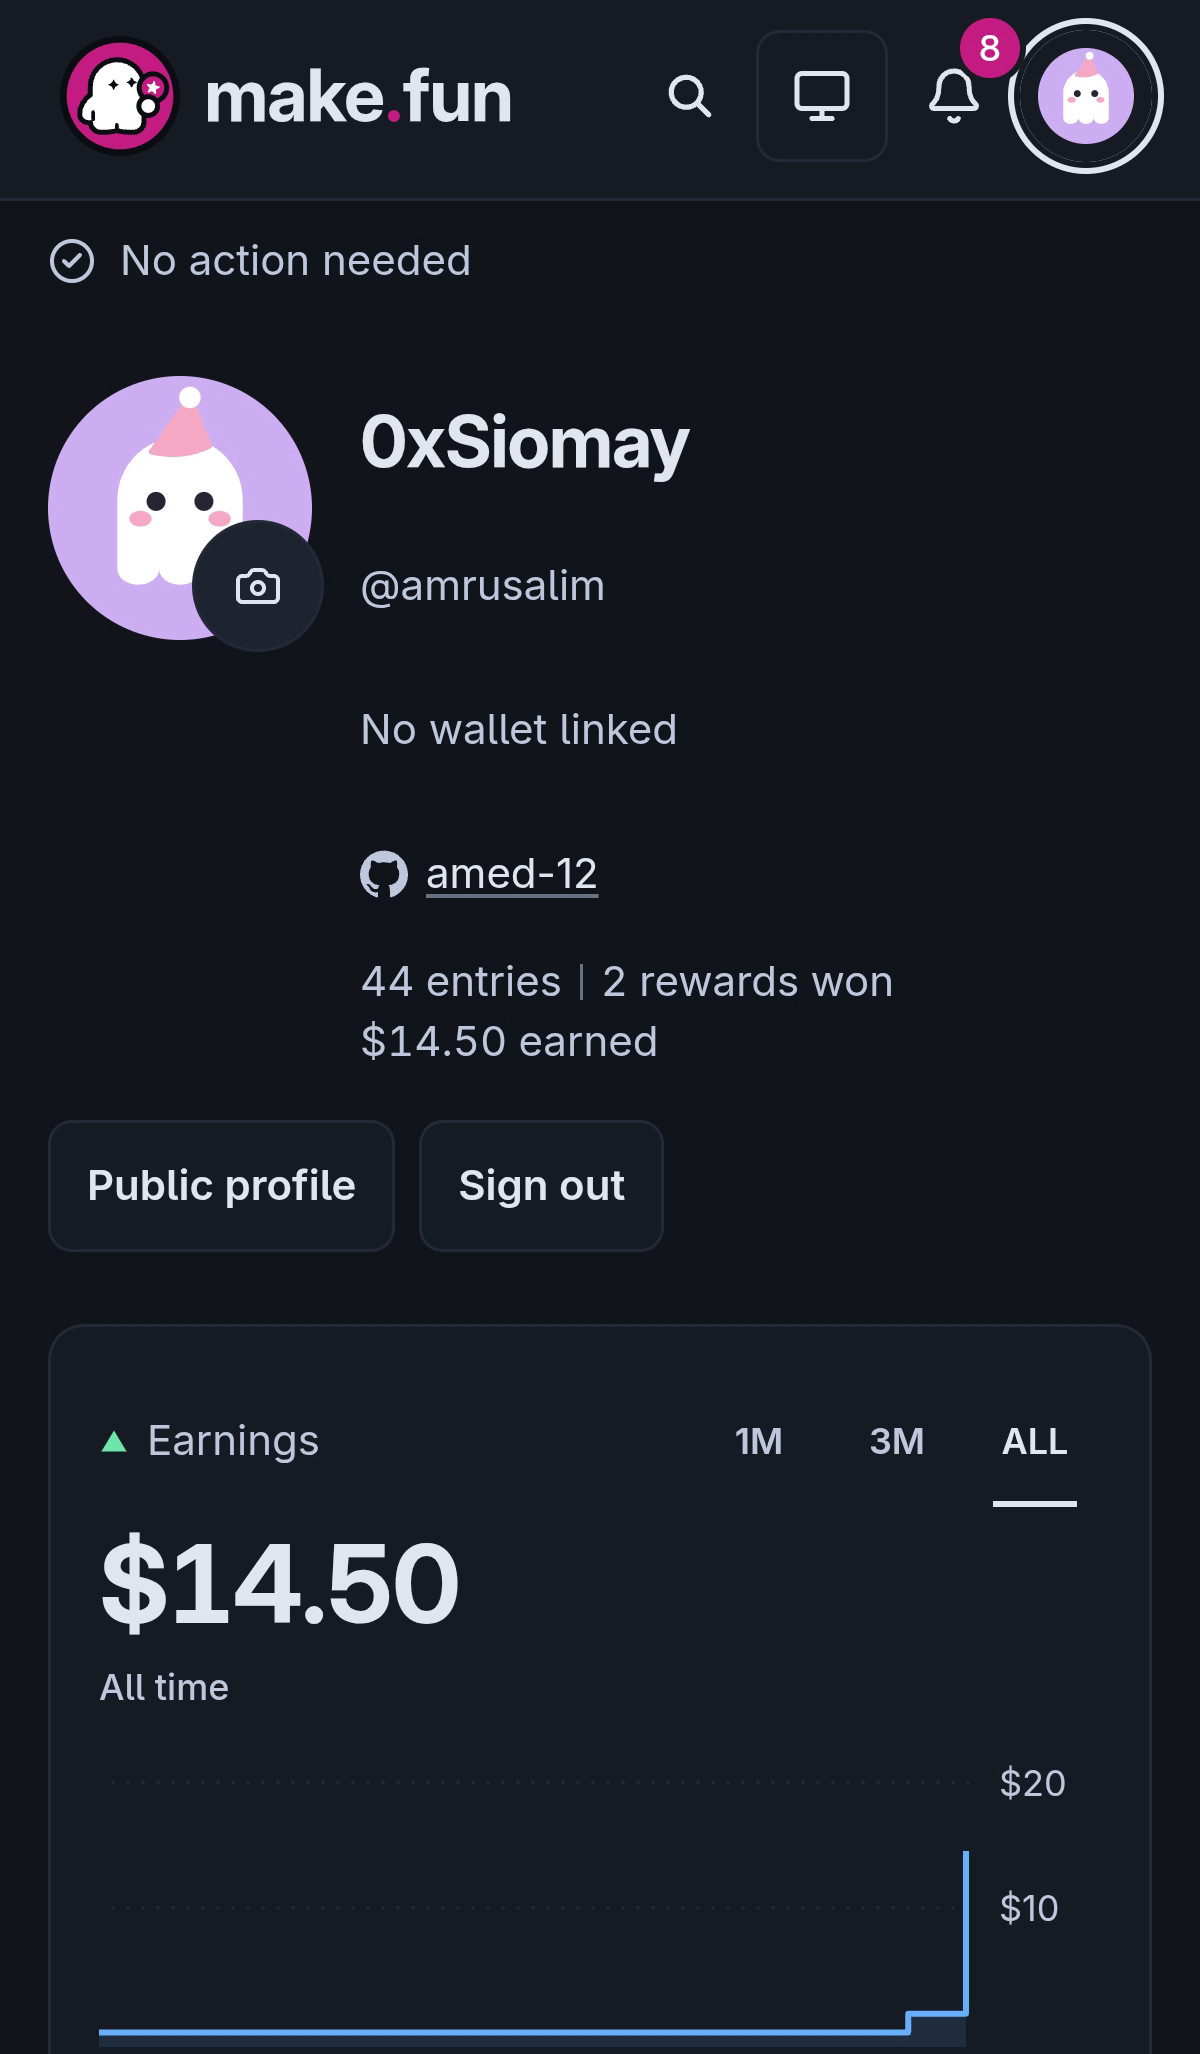 make.fun
8
No action needed
0xSiomay
@amrusalim
No wallet linked
amed-12
44 entries | 2 rewards won
$14.50 earned
Public profile
Sign out
Earnings
1M
3M
ALL
$14.50
All time
$20
$10